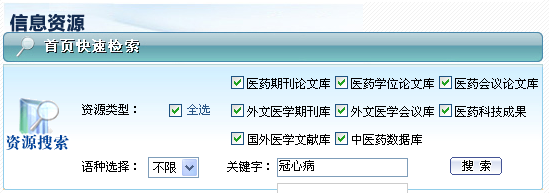 信息资源
首页快速检索
医药期刊论文库 医药学位论文库 医药会议论文库
资源类型： 全选 外文医学期刊库 外文医学会议库 医药科技成果
资源搜索
国外医学文献库 中医药数据库
语种选择： 不限 关键字： 冠心病 搜 索